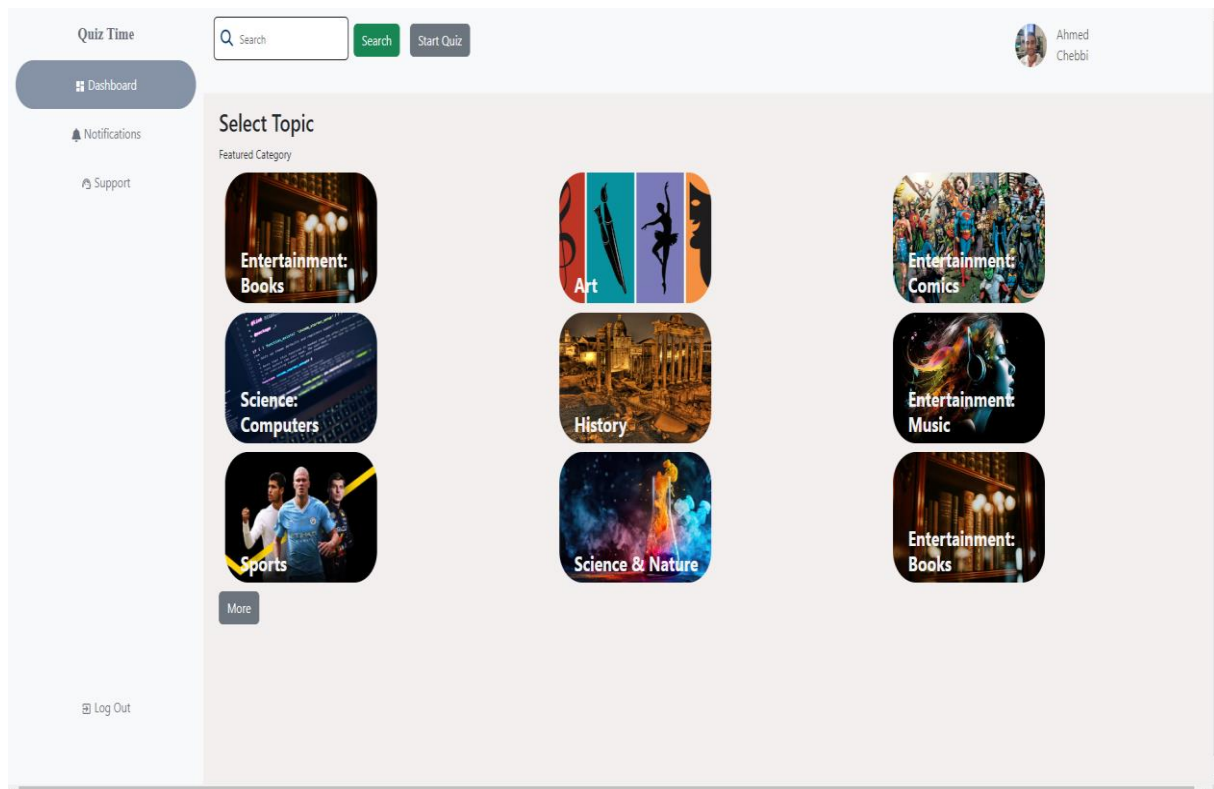 Quiz Time
Dashboard
Notifications
Support
Log Out
Search
Search
Start Quiz
Ahmed
Chebbi
Select Topic
Featured Category
Entertainment:
Books
Art
Entertainment:
Comics
Science:
Computers
History
Entertainment:
Music
Sports
Science & Nature
Entertainment:
Books
More